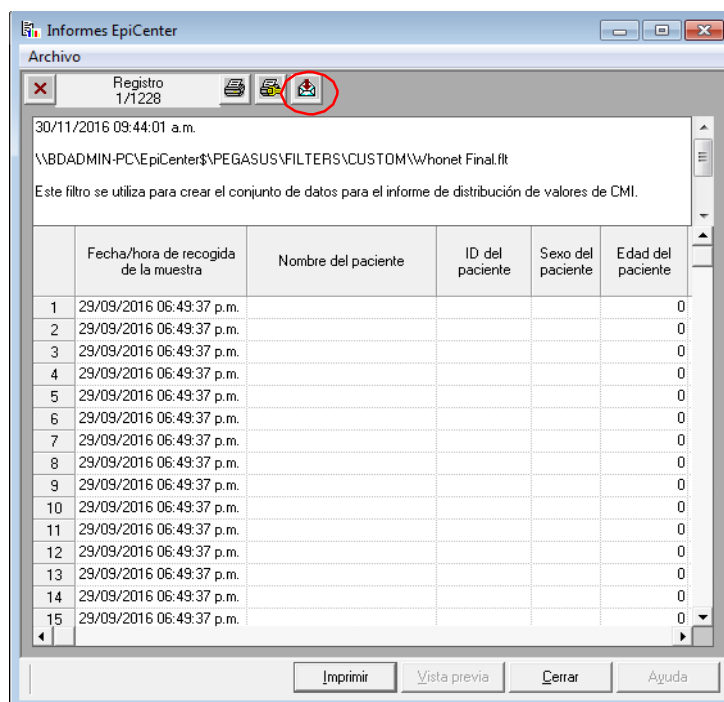 Informes EpiCenter
Archivo
Registro
1/1228
30/11/2016 09:44:01 a.m.
\\BDADMIN-PC\EpiCenter$\PEGASUS\FILTERS\CUSTOM\Whonet Final.flt
Este filtro se utiliza para crear el conjunto de datos para el informe de distribución de valores de CMI.
Fecha/hora de recogida de la muestra Nombre del paciente ID del paciente Sexo del paciente Edad del paciente
1 29/09/2016 06:49:37 p.m. 0
2 29/09/2016 06:49:37 p.m. 0
3 29/09/2016 06:49:37 p.m. 0
4 29/09/2016 06:49:37 p.m. 0
5 29/09/2016 06:49:37 p.m. 0
6 29/09/2016 06:49:37 p.m. 0
7 29/09/2016 06:49:37 p.m. 0
8 29/09/2016 06:49:37 p.m. 0
9 29/09/2016 06:49:37 p.m. 0
10 29/09/2016 06:49:37 p.m. 0
11 29/09/2016 06:49:37 p.m. 0
12 29/09/2016 06:49:37 p.m. 0
13 29/09/2016 06:49:37 p.m. 0
14 29/09/2016 06:49:37 p.m. 0
15 29/09/2016 06:49:37 p.m. 0
Imprimir Vista previa Cerrar Ayuda